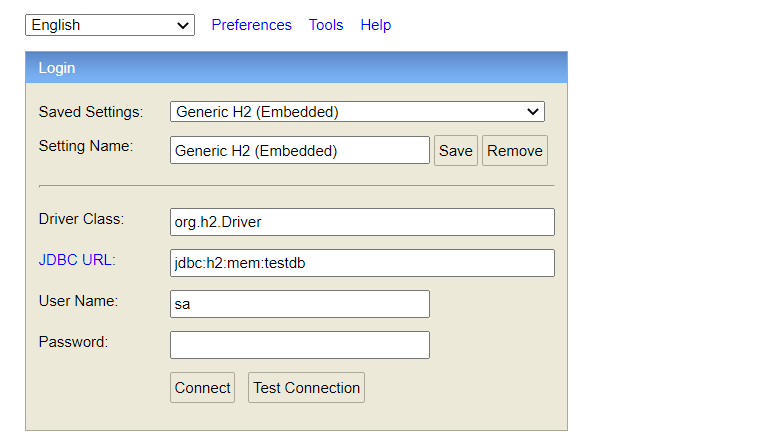 English Preferences Tools Help
Login
Saved Settings: Generic H2 (Embedded)
Setting Name: Generic H2 (Embedded) Save Remove
Driver Class: org.h2.Driver
JDBC URL: jdbc:h2:mem:testdb
User Name: sa
Password:
Connect Test Connection